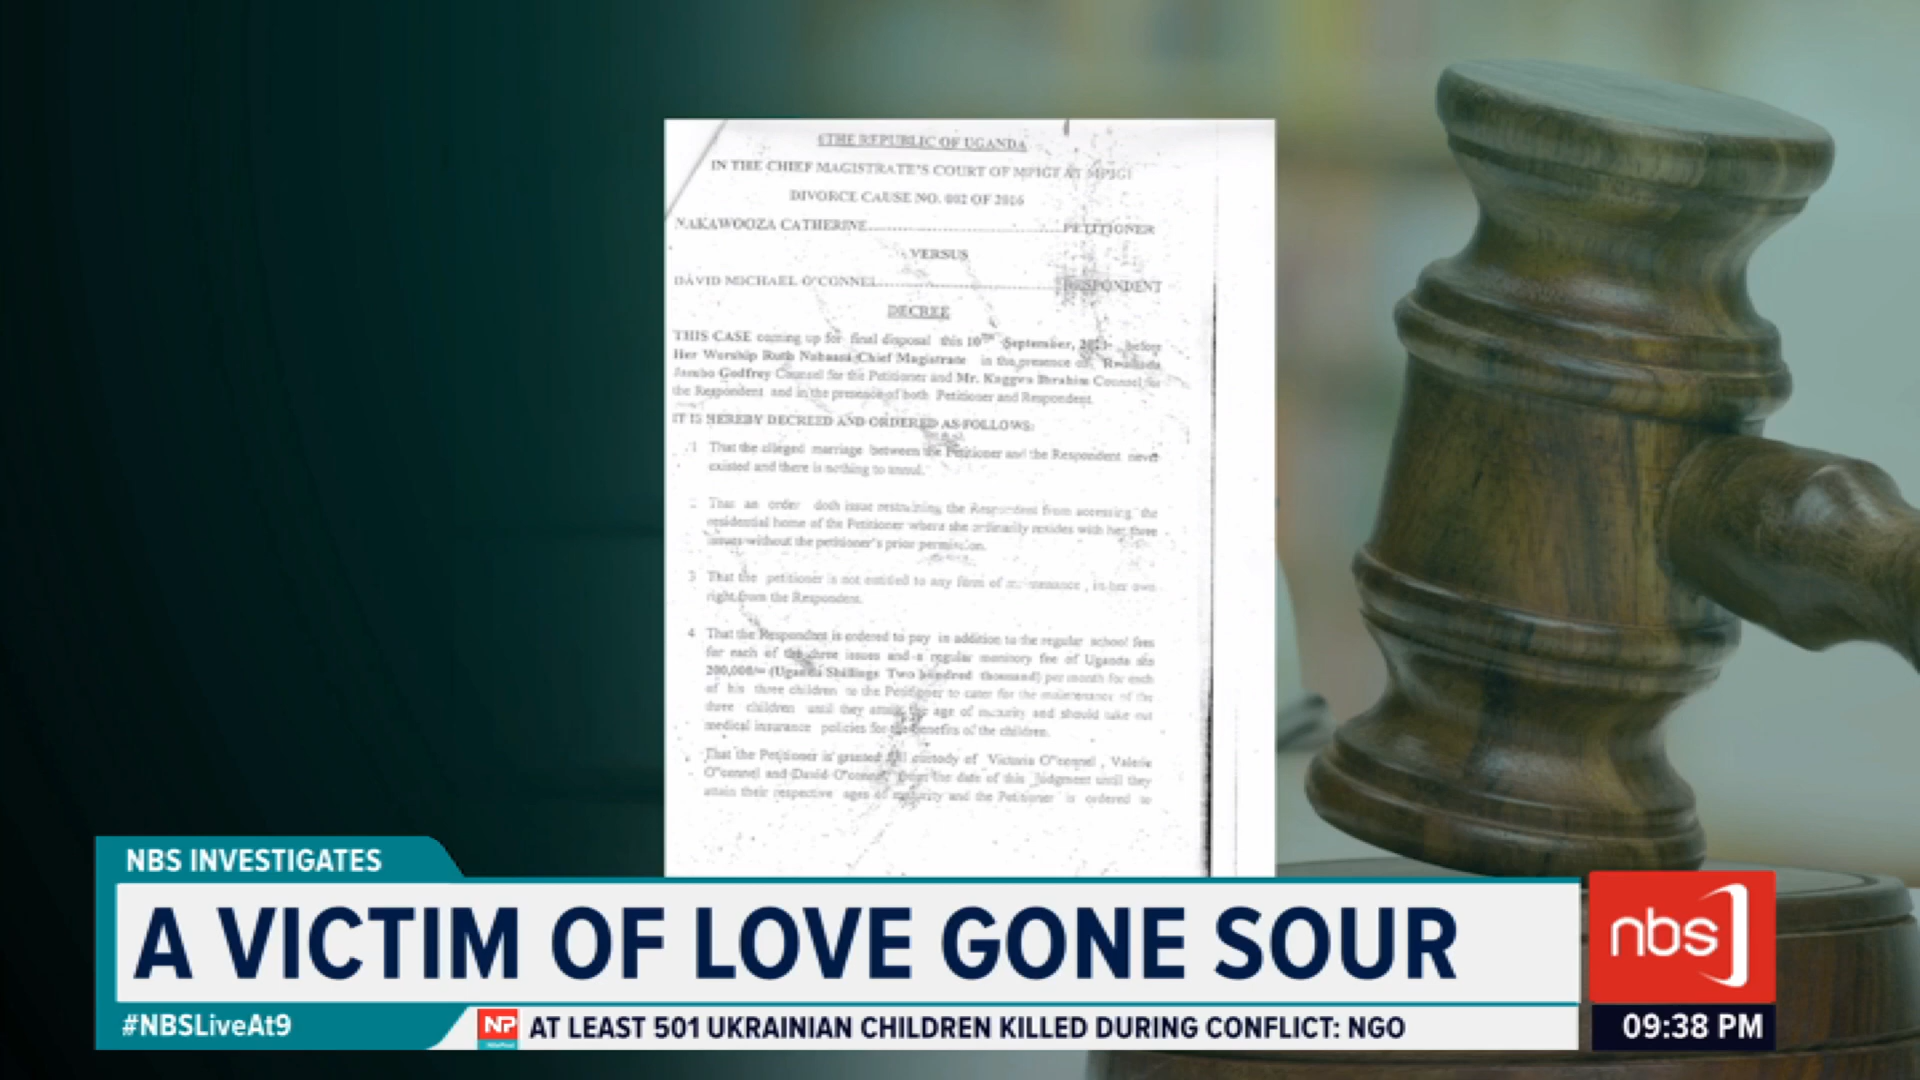 THE REPUBLIC OF UGANDA
IN THE CHIEF MAGISTRATE'S COURT OF MPIGI AT MPIGI
DIVORCE CAUSE NO. 002 OF 2016
NAKAWOOZA CATHERINE..............................PETITIONER
VERSUS
DAVID MICHAEL O'CONNEL..............................RESPONDENT
DECREE
THIS CASE coming up for final disposal this 10TH September, before
Her Worship Ruth Nabaasa Chief Magistrate in the presence of
Godfrey Counsel for the Petitioner and Mr. Kaggwa Ibrahim Counsel for
the Respondent and in the presence of both Petitioner and Respondent.
IT IS HEREBY DECREED AND ORDERED AS FOLLOWS:
1 That the alleged marriage between the Petitioner and the Respondent never
existed and there is nothing to annul.
2 That an order doth issue restraining the Respondent from accessing the
residential home of the Petitioner where she ordinarily resides with her three
issues without the petitioner's prior permission.
3 That the petitioner is not entitled to any form of maintenance, in her own
right from the Respondent.
4 That the Respondent is ordered to pay in addition to the regular school fees
for each of the three issues and a regular monitory fee of Uganda shs
200,000/= (Uganda Shillings Two hundred thousand) per month for each
of his three children to the Petitioner to cater for the maintenance of the
three children until they attain the age of maturity and should take out
medical insurance policies for the benefits of the children.
That the Petitioner is granted full custody of Victoria O"connel, Valerie
O"connel and David O"connel from the date of this judgment until they
attain their respective ages of maturity and the Petitioner is ordered to
NBS INVESTIGATES
A VICTIM OF LOVE GONE SOUR
nbs
#NBSLiveAt9
NP
AT LEAST 501 UKRAINIAN CHILDREN KILLED DURING CONFLICT: NGO
09:38 PM